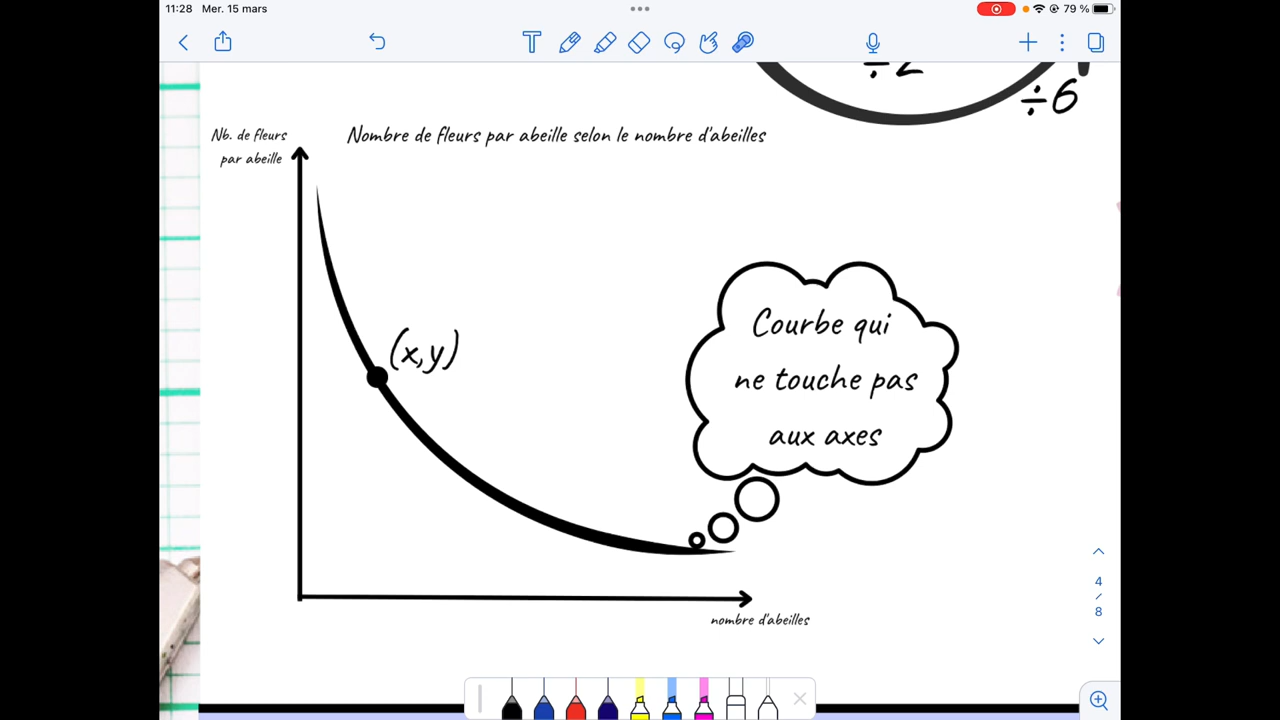 11:28 Mer. 15 mars
79 %
÷2
÷6
Nb. de fleurs
par abeille
Nombre de fleurs par abeille selon le nombre d'abeilles
(x,y)
Courbe qui
ne touche pas
aux axes
nombre d'abeilles
4
/
8